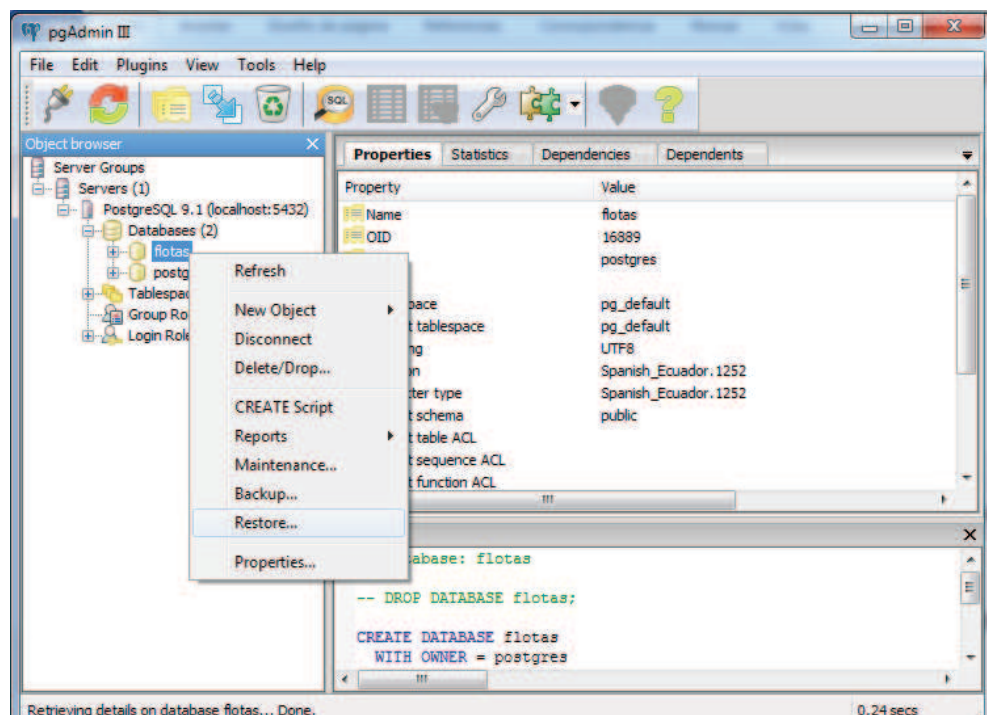 pgAdmin III
File Edit Plugins View Tools Help
SQL
Object browser
Server Groups
Servers (1)
PostgreSQL 9.1 (localhost:5432)
Databases (2)
flotas
postg
Tablespac
Group Ro
Login Role
Refresh
New Object
Disconnect
Delete/Drop...
CREATE Script
Reports
Maintenance...
Backup...
Restore...
Properties...
Properties Statistics Dependencies Dependents
Property Value
Name flotas
OID 16889
postgres
pace pg_default
t tablespace pg_default
ng UTF8
on Spanish_Ecuador.1252
cter type Spanish_Ecuador.1252
t schema public
t table ACL
t sequence ACL
t function ACL
abase: flotas
-- DROP DATABASE flotas;
CREATE DATABASE flotas
WITH OWNER = postgres
Retrieving details on database flotas... Done. 0.24 secs